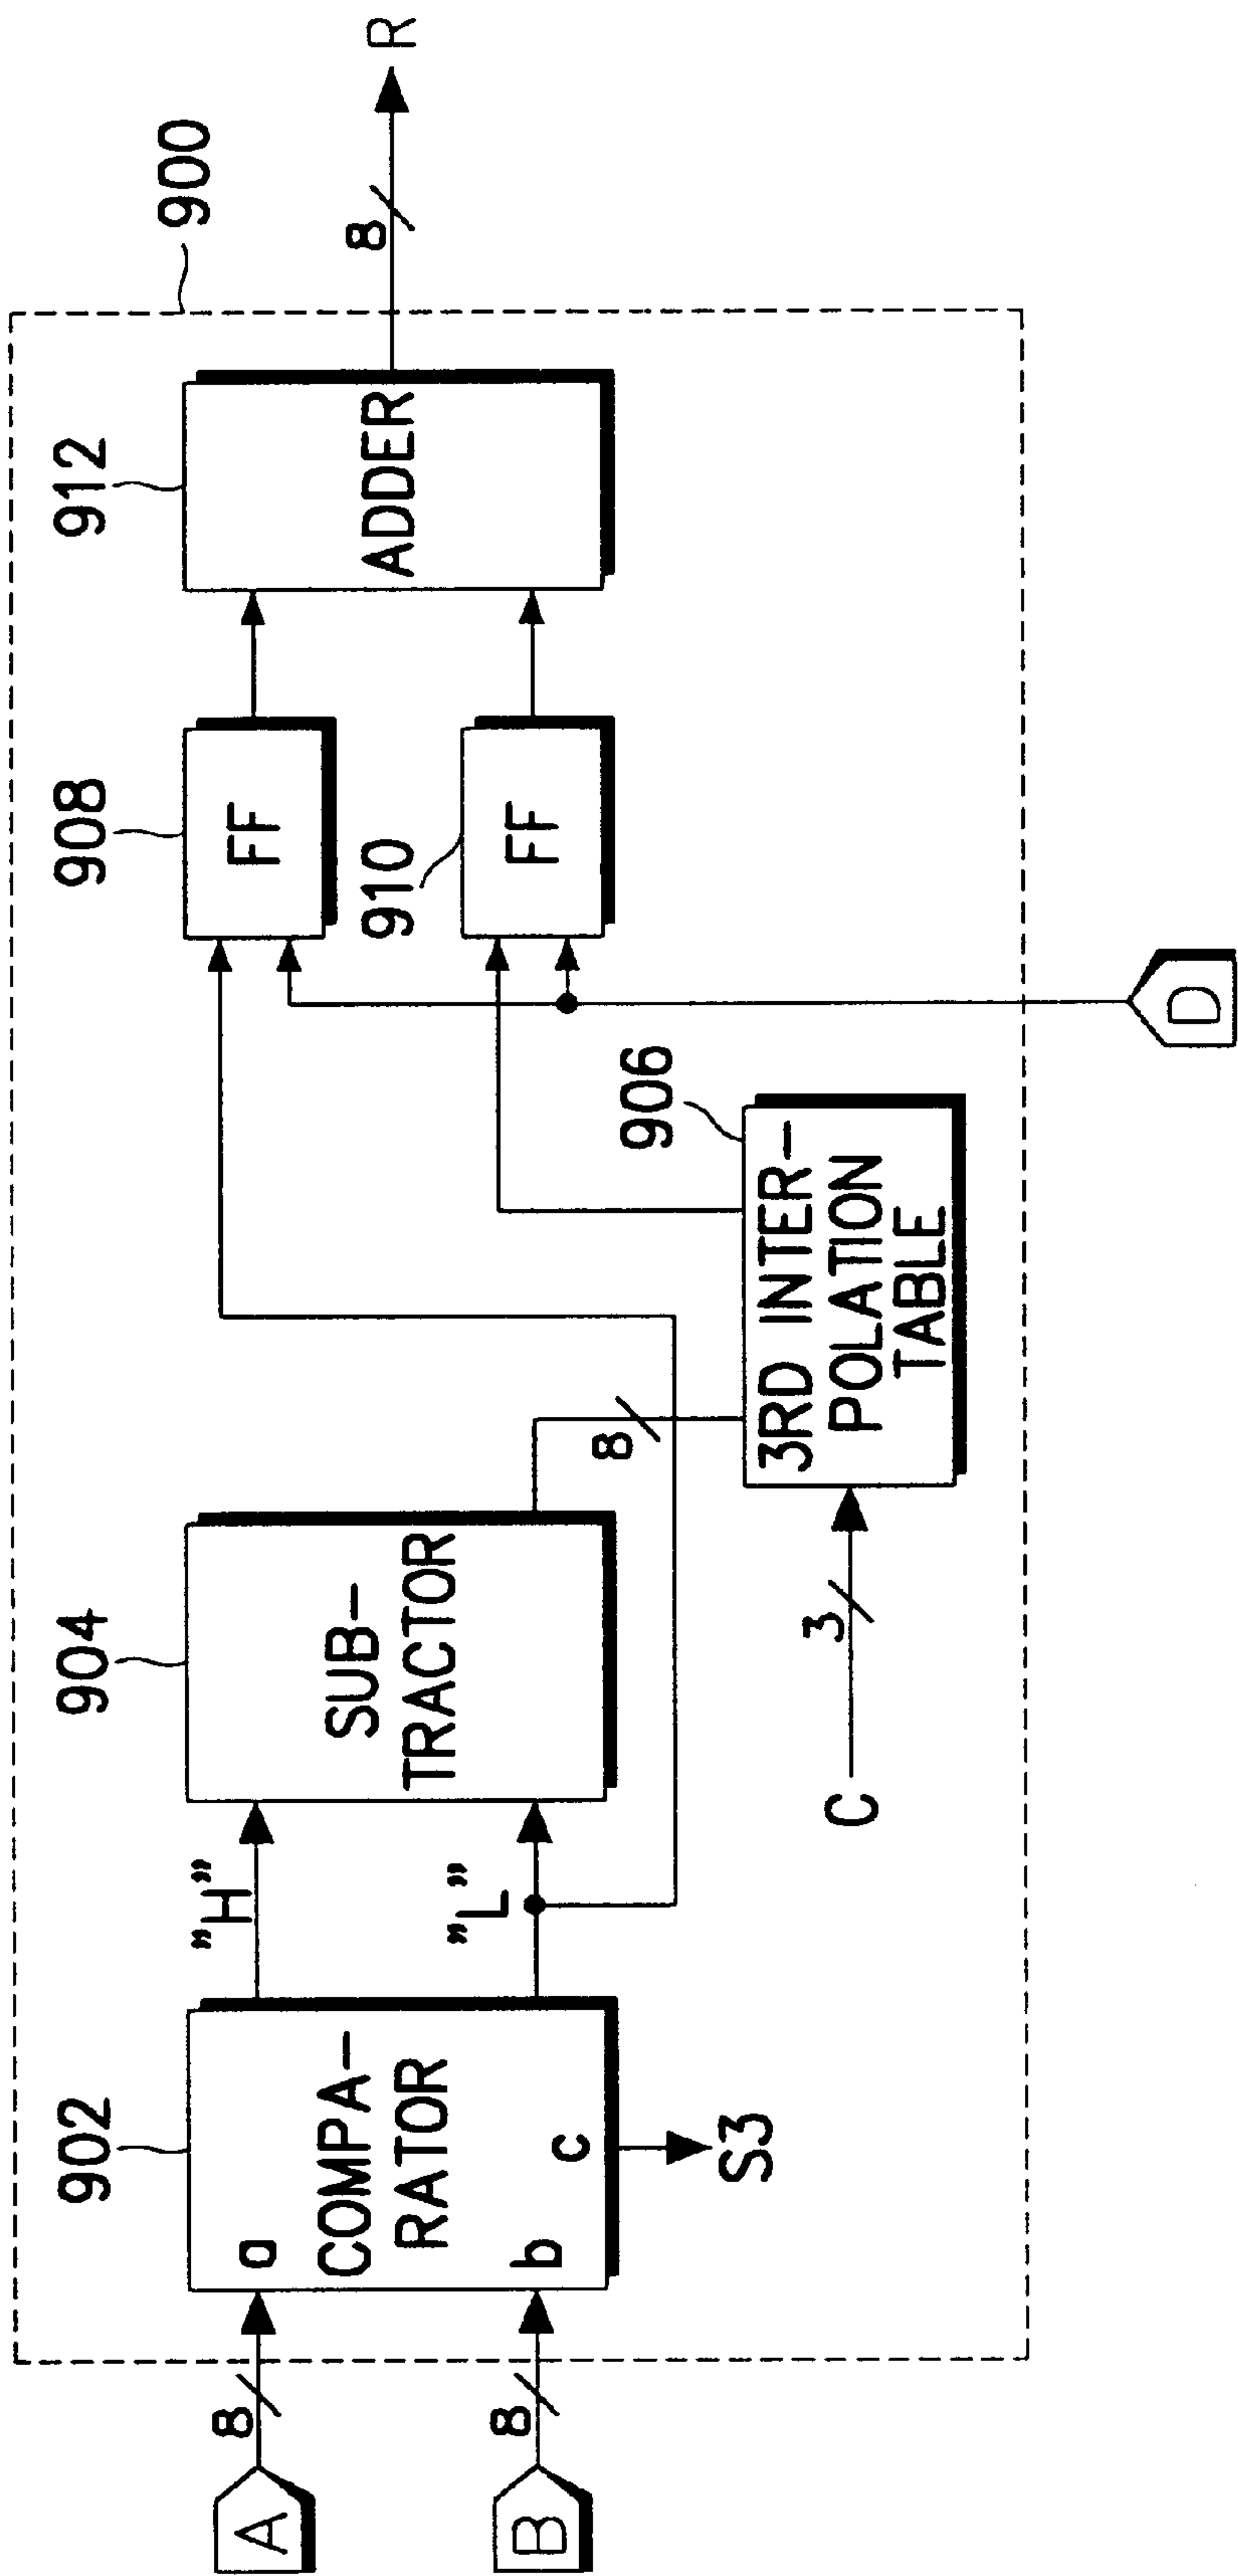 900
902
904
908
912
A
8
a
COMPA-
RATOR
b
c
B
8
S3
"H"
"L"
SUB-
TRACTOR
8
C
3
906
3RD INTER-
POLATION
TABLE
FF
910
FF
D
ADDER
8
R